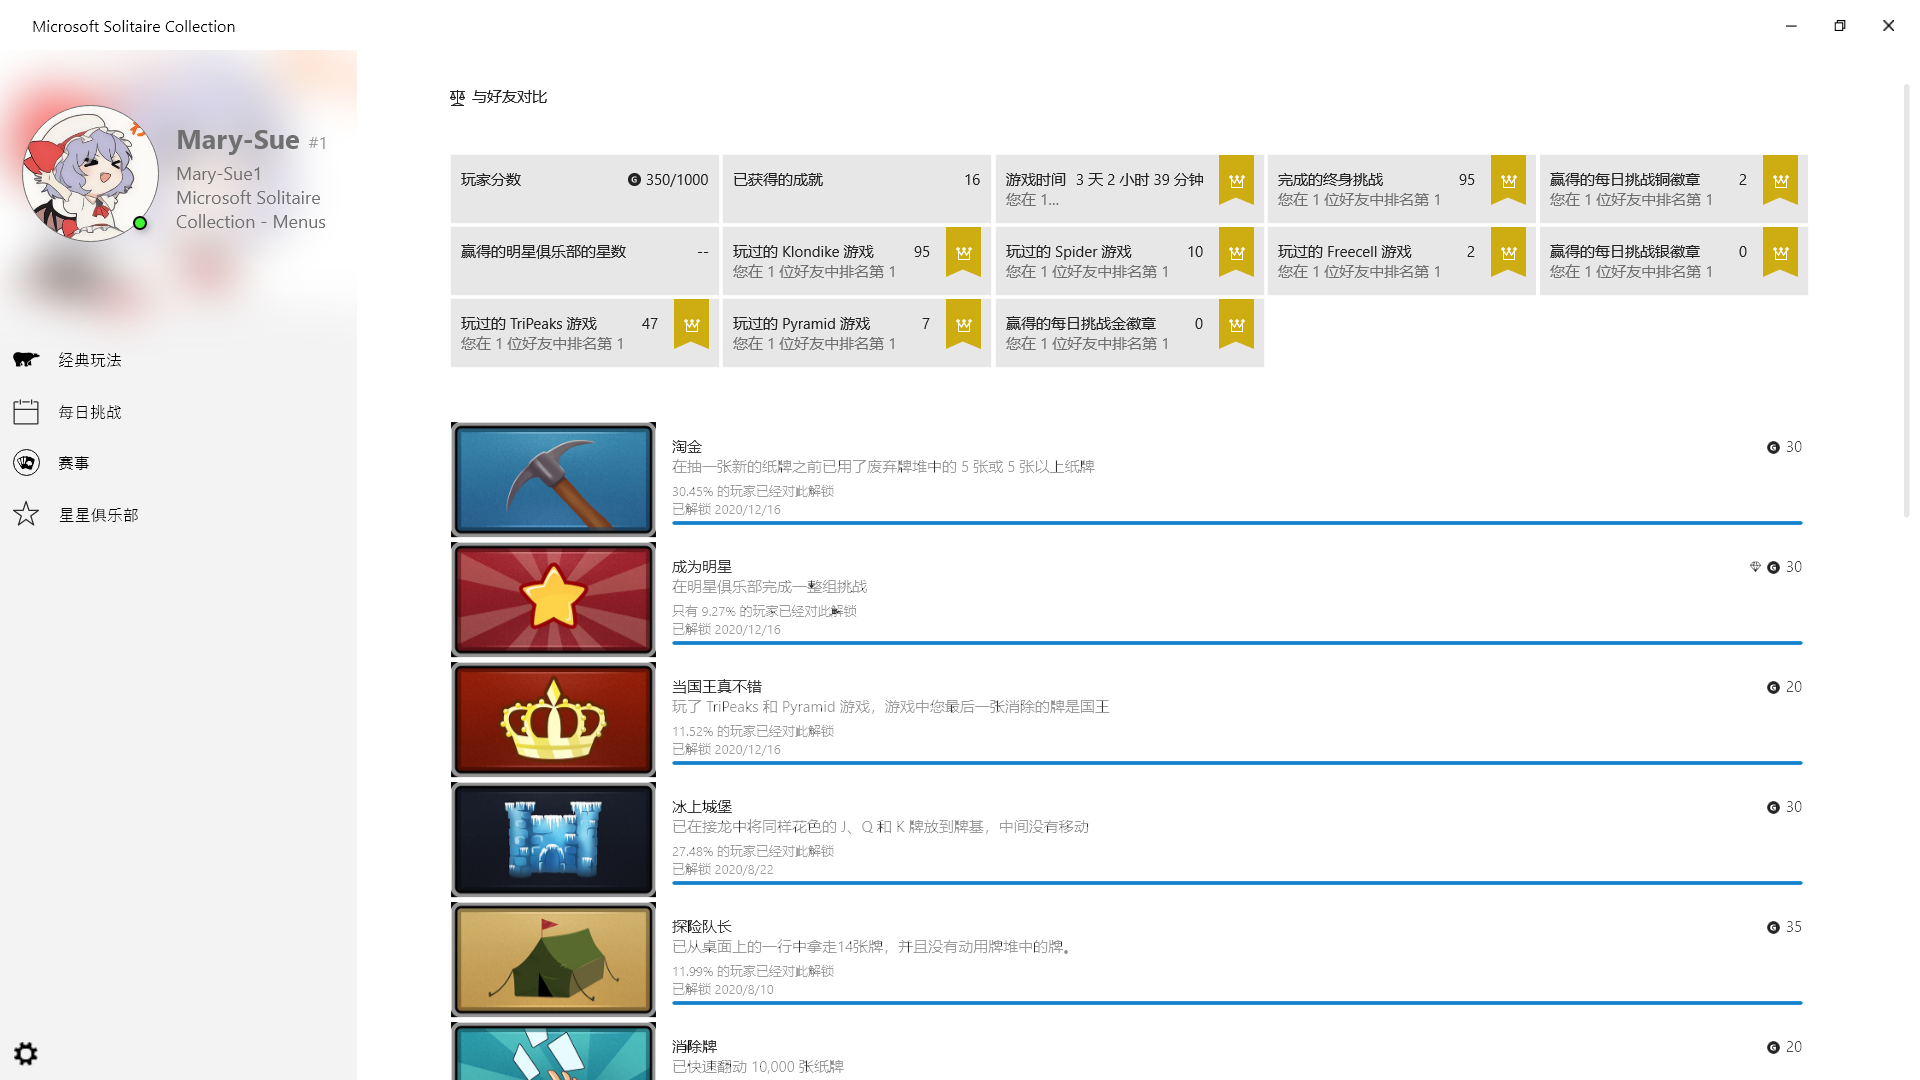 Microsoft Solitaire Collection
Mary-Sue #1
Mary-Sue1
Microsoft Solitaire
Collection - Menus
经典玩法
每日挑战
赛事
星星俱乐部
与好友对比
玩家分数 G 350/1000
已获得的成就 16
游戏时间 3 天 2 小时 39 分钟
您在 1...
完成的终身挑战 95
您在 1 位好友中排名第 1
赢得的每日挑战铜徽章 2
您在 1 位好友中排名第 1
赢得的明星俱乐部的星数 --
玩过的 Klondike 游戏 95
您在 1 位好友中排名第 1
玩过的 Spider 游戏 10
您在 1 位好友中排名第 1
玩过的 Freecell 游戏 2
您在 1 位好友中排名第 1
赢得的每日挑战银徽章 0
您在 1 位好友中排名第 1
玩过的 TriPeaks 游戏 47
您在 1 位好友中排名第 1
玩过的 Pyramid 游戏 7
您在 1 位好友中排名第 1
赢得的每日挑战金徽章 0
您在 1 位好友中排名第 1
淘金 G 30
在抽一张新的纸牌之前已用了废弃牌堆中的 5 张或 5 张以上纸牌
30.45% 的玩家已经对此解锁
已解锁 2020/12/16
成为明星 G 30
在明星俱乐部完成一整组挑战
只有 9.27% 的玩家已经对此解锁
已解锁 2020/12/16
当国王真不错 G 20
玩了 TriPeaks 和 Pyramid 游戏，游戏中您最后一张消除的牌是国王
11.52% 的玩家已经对此解锁
已解锁 2020/12/16
冰上城堡 G 30
已在接龙中将同样花色的 J、Q 和 K 牌放到牌基，中间没有移动
27.48% 的玩家已经对此解锁
已解锁 2020/8/22
探险队长 G 35
已从桌面上的一行中拿走14张牌，并且没有动用牌堆中的牌。
11.99% 的玩家已经对此解锁
已解锁 2020/8/10
消除牌 G 20
已快速翻动 10,000 张纸牌